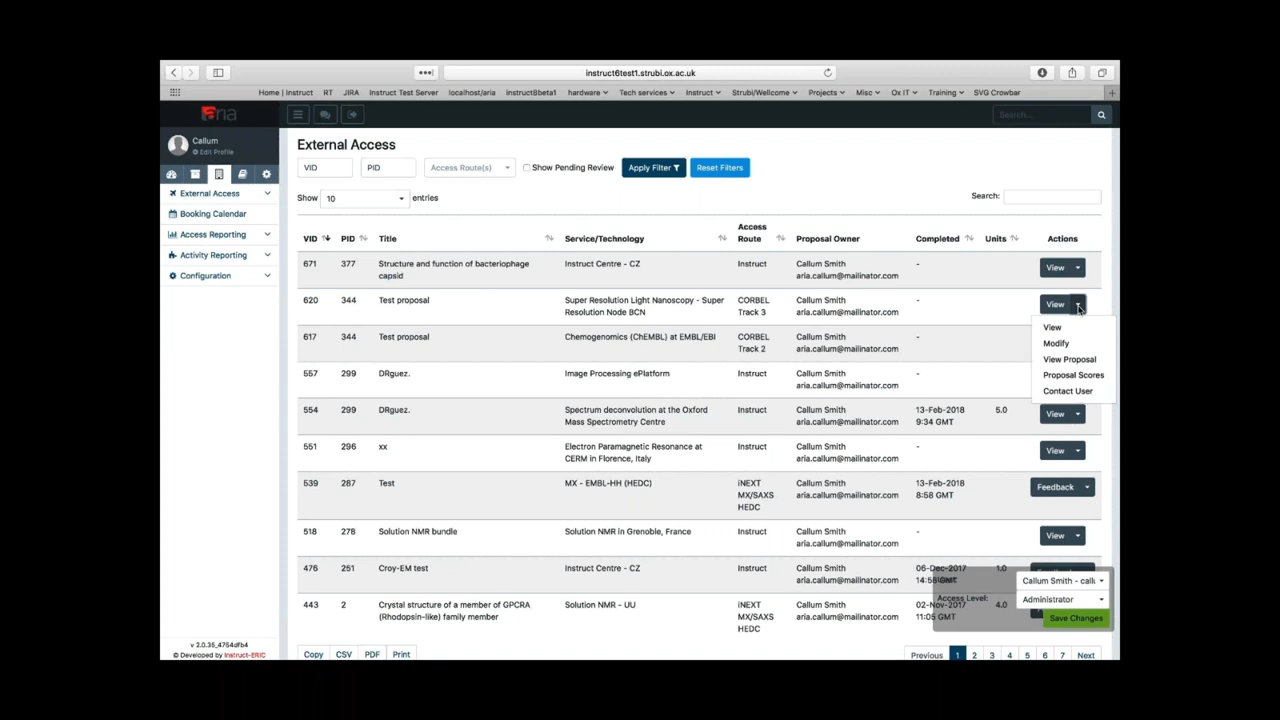 instruct6test1.strubi.ox.ac.uk
Home | Instruct RT JIRA Instruct Test Server localhost/aria instruct8beta1 hardware Tech services Instruct Strubi/Wellcome Projects Misc Ox IT Training SVG Crowbar
aria
Search...
Callum
Edit Profile
External Access
Booking Calendar
Access Reporting
Activity Reporting
Configuration
v 2.0.35_4754dfb4
© Developed by Instruct-ERIC
External Access
VID PID Access Route(s) Show Pending Review Apply Filter Reset Filters
Show 10 entries Search:
VID PID Title Service/Technology Access Route Proposal Owner Completed Units Actions
671 377 Structure and function of bacteriophage Instruct Centre - CZ Instruct Callum Smith - View
capsid aria.callum@mailinator.com
620 344 Test proposal Super Resolution Light Nanoscopy - Super CORBEL Callum Smith - View
Resolution Node BCN Track 3 aria.callum@mailinator.com
View
Modify
View Proposal
Proposal Scores
Contact User
617 344 Test proposal Chemogenomics (ChEMBL) at EMBL/EBI CORBEL Callum Smith -
Track 2 aria.callum@mailinator.com
557 299 DRguez. Image Processing ePlatform Instruct Callum Smith -
aria.callum@mailinator.com
554 299 DRguez. Spectrum deconvolution at the Oxford Instruct Callum Smith 13-Feb-2018 5.0 View
Mass Spectrometry Centre aria.callum@mailinator.com 9:34 GMT
551 296 xx Electron Paramagnetic Resonance at Instruct Callum Smith - View
CERM in Florence, Italy aria.callum@mailinator.com
539 287 Test MX - EMBL-HH (HEDC) iNEXT Callum Smith 13-Feb-2018 Feedback
MX/SAXS aria.callum@mailinator.com 8:58 GMT
HEDC
518 276 Solution NMR bundle Solution NMR in Grenoble, France Instruct Callum Smith - View
aria.callum@mailinator.com
476 251 Croy-EM test Instruct Centre - CZ Instruct Callum Smith 06-Dec-2017 1.0
aria.callum@mailinator.com
443 2 Crystal structure of a member of GPCRA Solution NMR - UU iNEXT Callum Smith 02-Nov-2017 4.0
(Rhodopsin-like) family member MX/SAXS aria.callum@mailinator.com 11:05 GMT
HEDC
Callum Smith - call
Access Level: Administrator
Save Changes
Copy CSV PDF Print Previous 1 2 3 4 5 6 7 Next